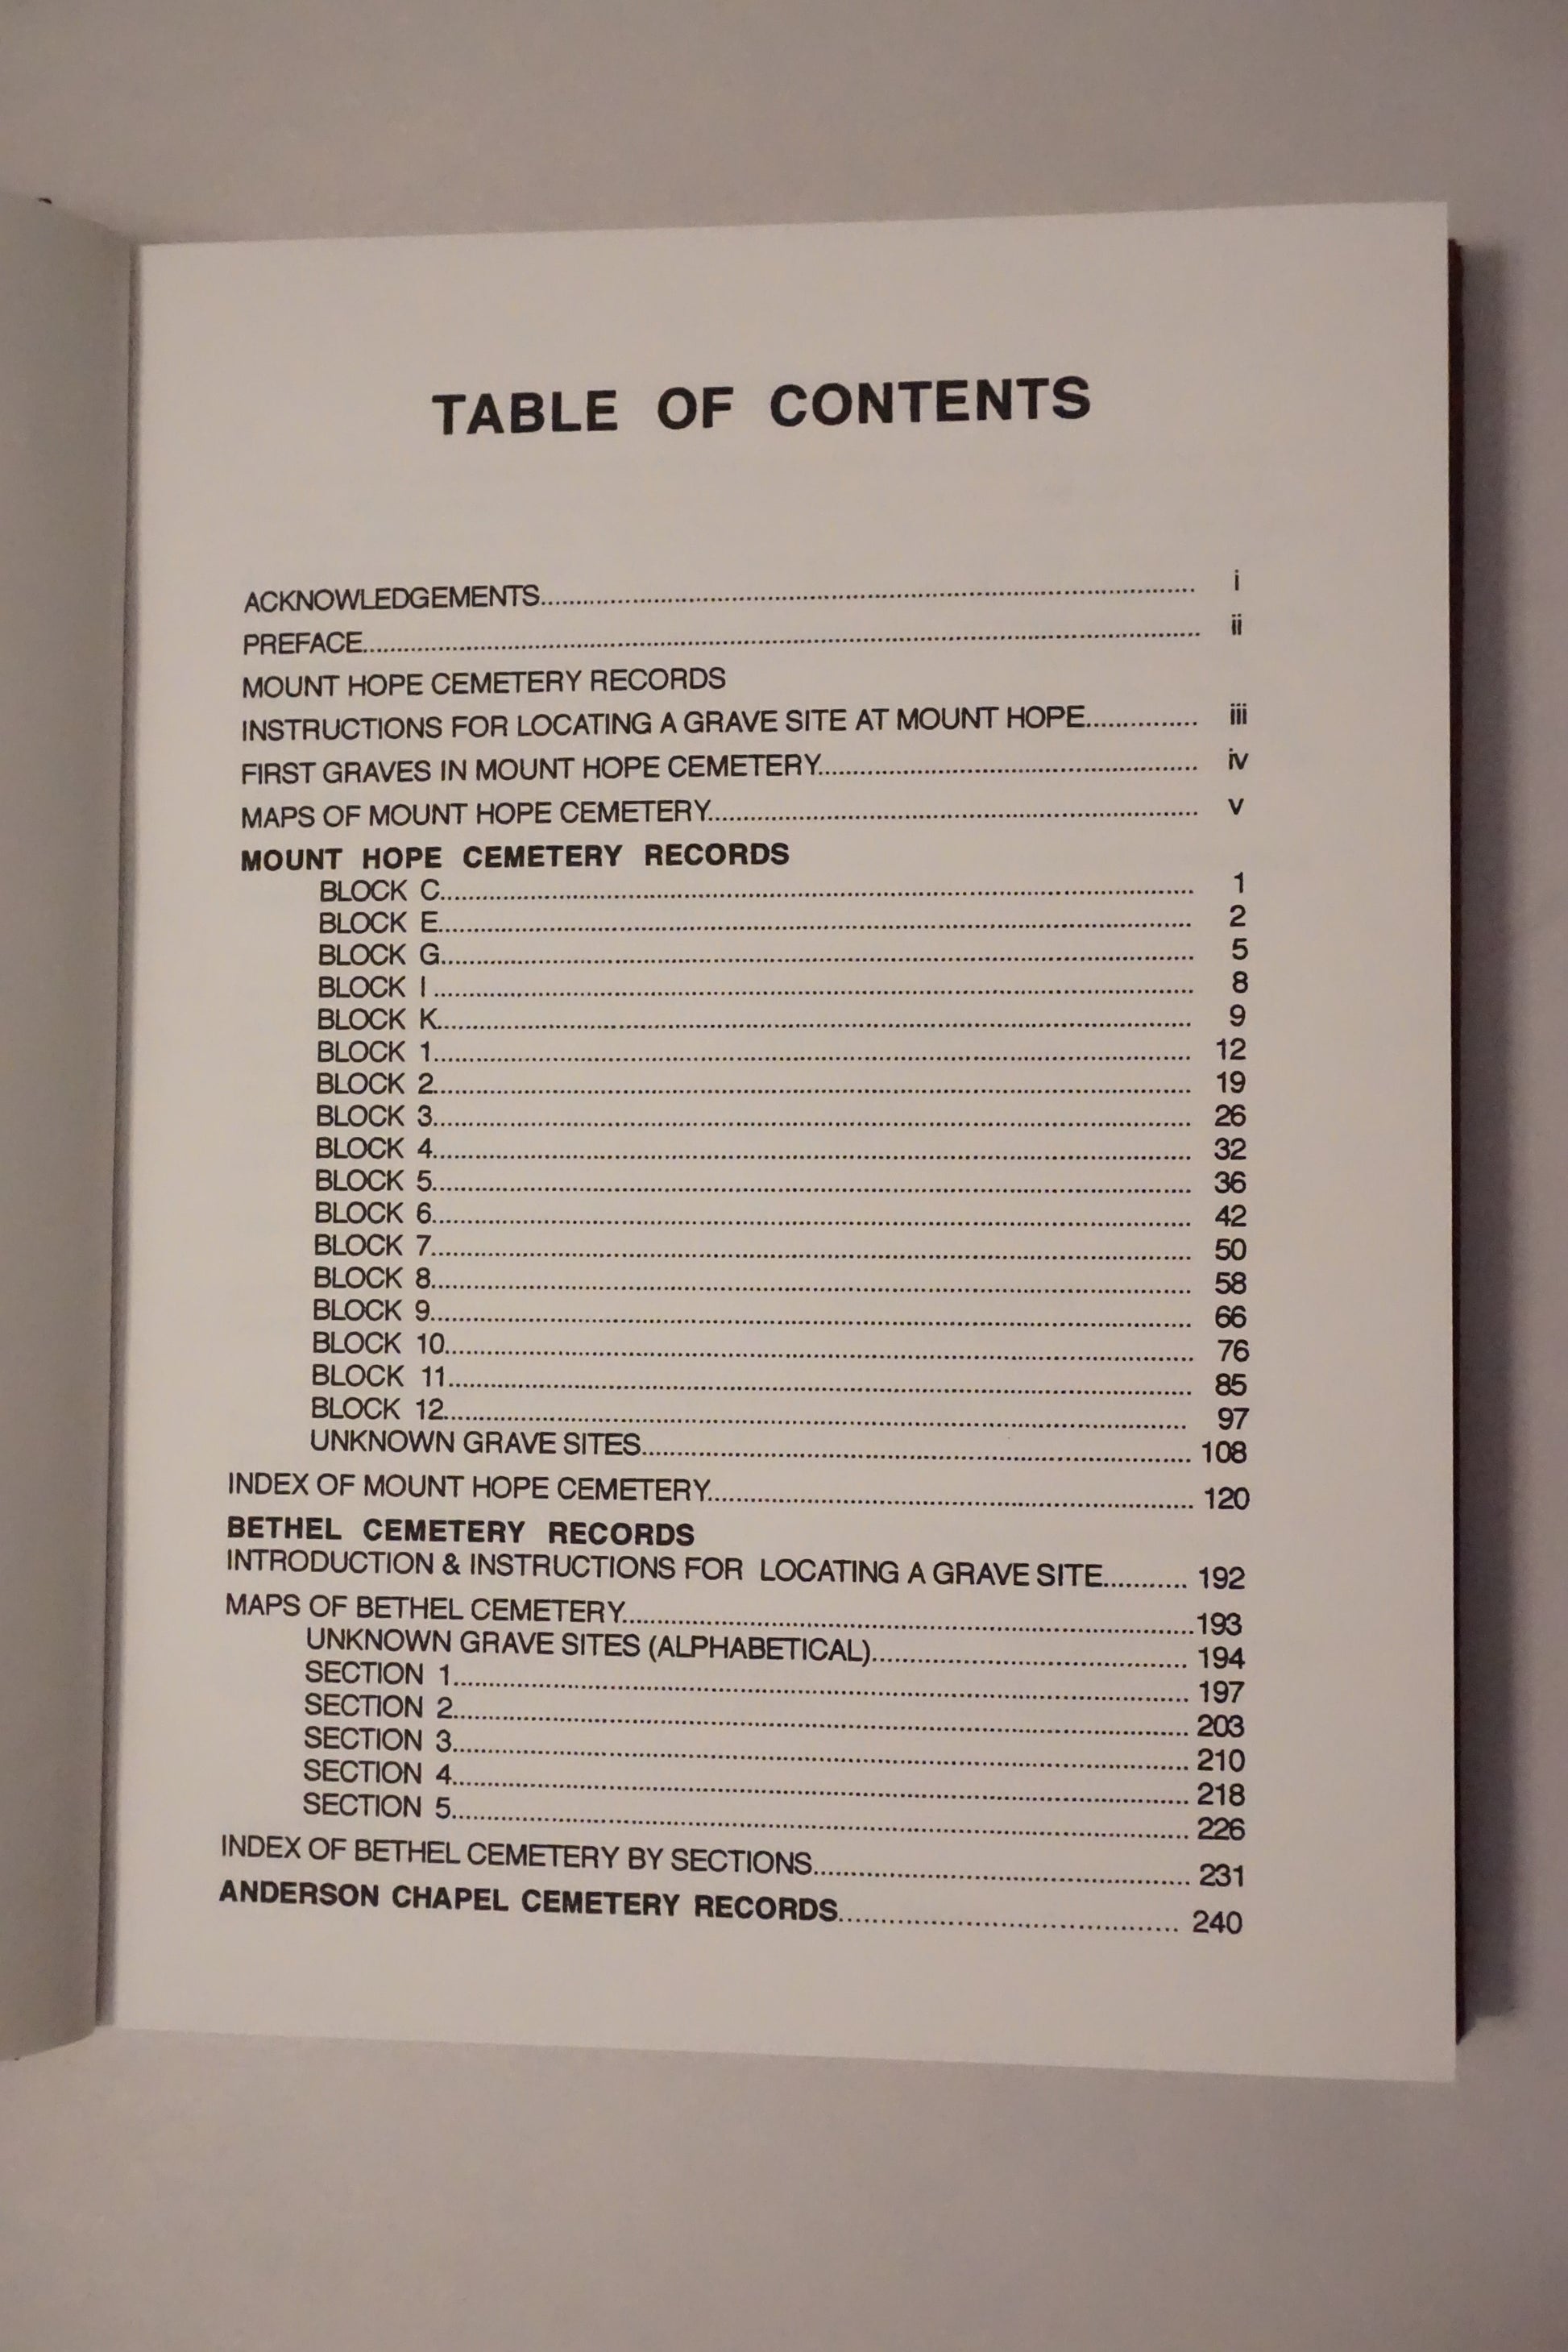 TABLE OF CONTENTS
ACKNOWLEDGEMENTS.......... i
PREFACE.......... ii
MOUNT HOPE CEMETERY RECORDS
INSTRUCTIONS FOR LOCATING A GRAVE SITE AT MOUNT HOPE.......... iii
FIRST GRAVES IN MOUNT HOPE CEMETERY.......... iv
MAPS OF MOUNT HOPE CEMETERY.......... v
MOUNT HOPE CEMETERY RECORDS
BLOCK C.......... 1
BLOCK E.......... 2
BLOCK G.......... 5
BLOCK I.......... 8
BLOCK K.......... 9
BLOCK 1.......... 12
BLOCK 2.......... 19
BLOCK 3.......... 26
BLOCK 4.......... 32
BLOCK 5.......... 36
BLOCK 6.......... 42
BLOCK 7.......... 50
BLOCK 8.......... 58
BLOCK 9.......... 66
BLOCK 10.......... 76
BLOCK 11.......... 85
BLOCK 12.......... 97
UNKNOWN GRAVE SITES.......... 108
INDEX OF MOUNT HOPE CEMETERY.......... 120
BETHEL CEMETERY RECORDS
INTRODUCTION & INSTRUCTIONS FOR LOCATING A GRAVE SITE.......... 192
MAPS OF BETHEL CEMETERY.......... 193
UNKNOWN GRAVE SITES (ALPHABETICAL).......... 194
SECTION 1.......... 197
SECTION 2.......... 203
SECTION 3.......... 210
SECTION 4.......... 218
SECTION 5.......... 226
INDEX OF BETHEL CEMETERY BY SECTIONS.......... 231
ANDERSON CHAPEL CEMETERY RECORDS.......... 240